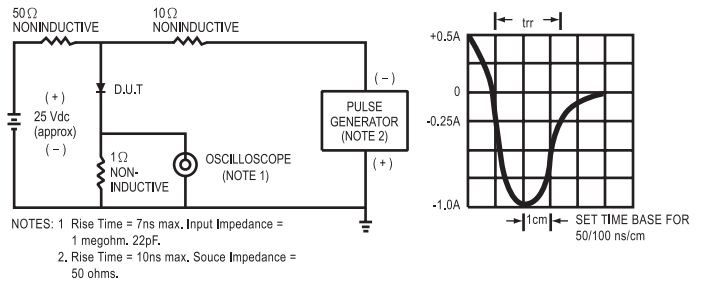 50Ω
NONINDUCTIVE
10Ω
NONINDUCTIVE
(+)
25 Vdc
(approx)
(−)
D.U.T
1Ω
NON-
INDUCTIVE
OSCILLOSCOPE
(NOTE 1)
(−)
PULSE
GENERATOR
(NOTE 2)
(+)
NOTES: 1 Rise Time = 7ns max. Input Impedance =
1 megohm. 22pF.
2. Rise Time = 10ns max. Souce Impedance =
50 ohms.
trr
+0.5A
0
-0.25A
-1.0A
1cm
SET TIME BASE FOR
50/100 ns/cm